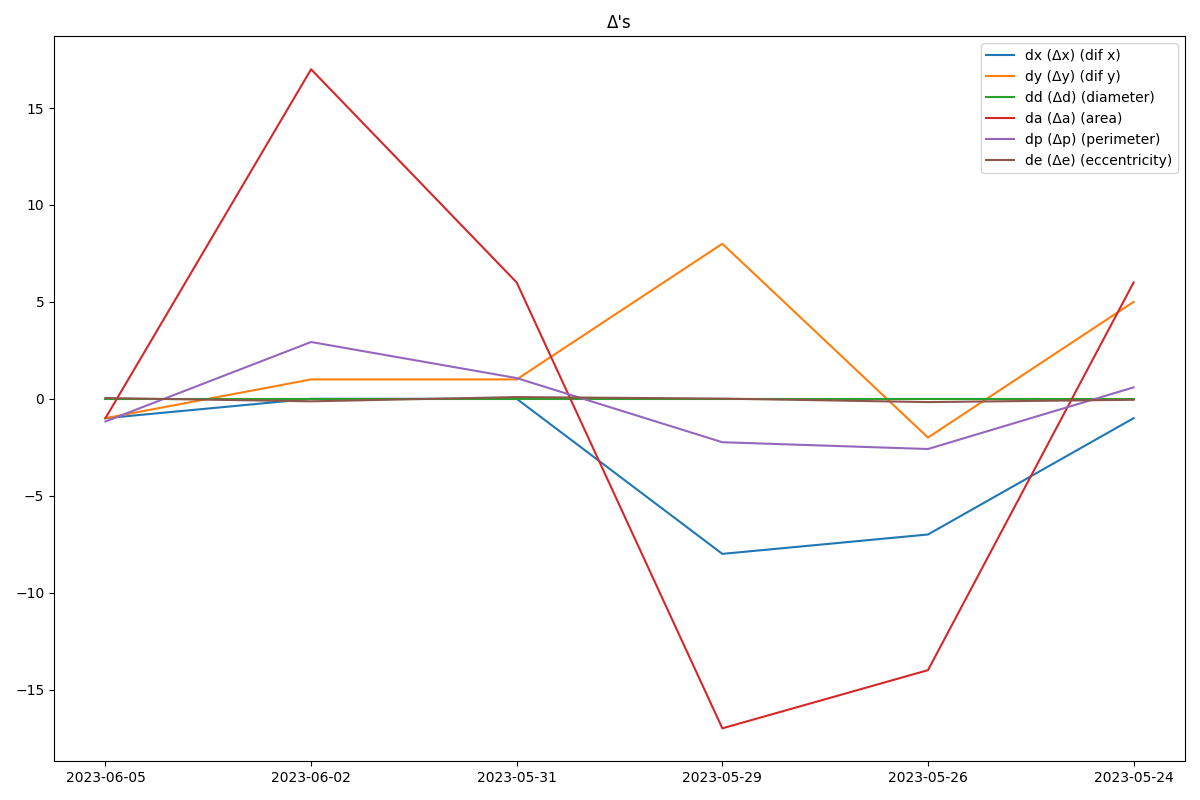 Δ's
dx (Δx) (dif x)
dy (Δy) (dif y)
dd (Δd) (diameter)
da (Δa) (area)
dp (Δp) (perimeter)
de (Δe) (eccentricity)
15
10
5
0
−5
−10
−15
2023-06-05 2023-06-02 2023-05-31 2023-05-29 2023-05-26 2023-05-24